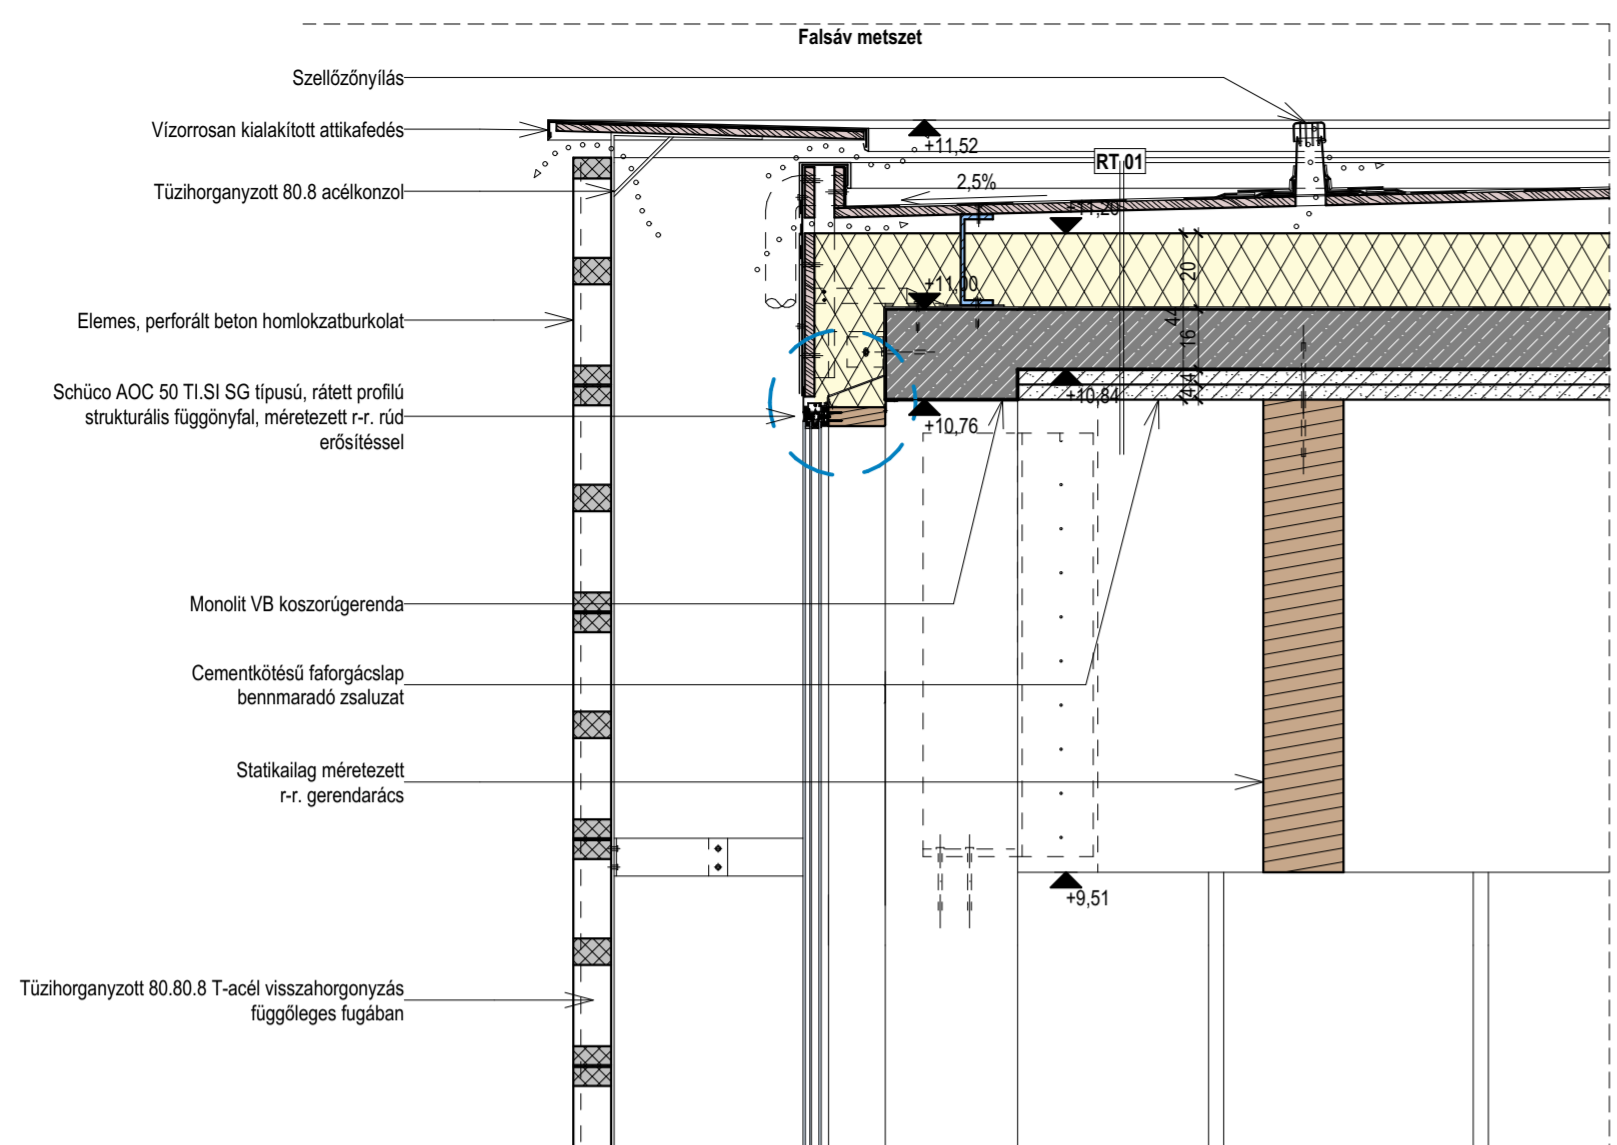 Falsáv metszet
Szellőzőnyílás
Vízorrosan kialakított attikafedés
+11,52
RT 01
Tüzihorganyzott 80.8 acélkonzol
2,5%
+11,20
20
+11,00
Elemes, perforált beton homlokzatburkolat
44
16
Schüco AOC 50 TI.SI SG típusú, rátett profilú
strukturális függönyfal, méretezett r-r. rúd
erősítéssel
+10,84
4
4
+10,76
Monolit VB koszorúgerenda
Cementkötésű faforgácslap
bennmaradó zsaluzat
Statikailag méretezett
r-r. gerendarács
+9,51
Tüzihorganyzott 80.80.8 T-acél visszahorgonyzás
függőleges fugában